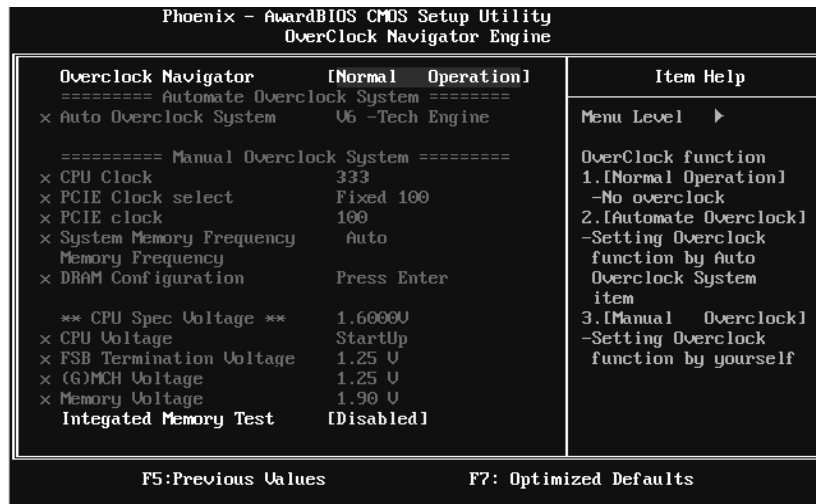 Phoenix - AwardBIOS CMOS Setup Utility
OverClock Navigator Engine
Overclock Navigator [Normal Operation]
========= Automate Overclock System ========
x Auto Overclock System V6 -Tech Engine
========== Manual Overclock System =========
x CPU Clock 333
x PCIE Clock select Fixed 100
x PCIE clock 100
x System Memory Frequency Auto
Memory Frequency
x DRAM Configuration Press Enter
** CPU Spec Voltage ** 1.6000V
x CPU Voltage StartUp
x FSB Termination Voltage 1.25 V
x (G)MCH Voltage 1.25 V
x Memory Voltage 1.90 V
Integated Memory Test [Disabled]
Item Help
Menu Level ▶
OverClock function
1.[Normal Operation]
-No overclock
2.[Automate Overclock]
-Setting Overclock
function by Auto
Overclock System
item
3.[Manual Overclock]
-Setting Overclock
function by yourself
F5:Previous Values F7: Optimized Defaults